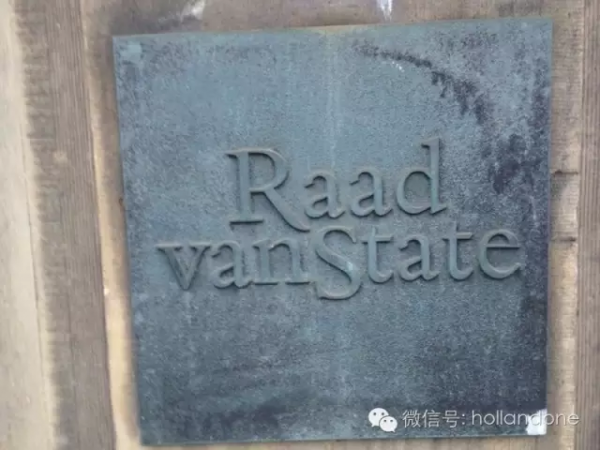 Raad
vanState
微信号: hollandone